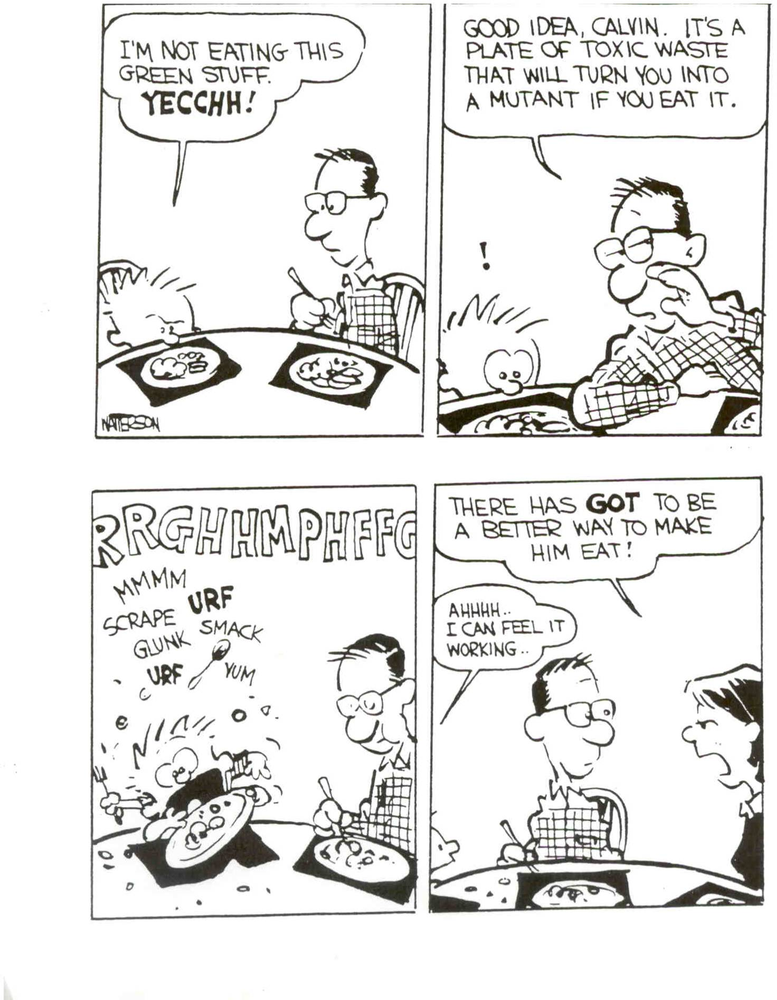 I'M NOT EATING THIS
GREEN STUFF.
YECCHH!
WATTERSON
GOOD IDEA, CALVIN. IT'S A
PLATE OF TOXIC WASTE
THAT WILL TURN YOU INTO
A MUTANT IF YOU EAT IT.
!
RRGHHMPHFFG
MMMM
URF
SCRAPE
SMACK
GLUNK
URF
YUM
THERE HAS GOT TO BE
A BETTER WAY TO MAKE
HIM EAT!
AHHHH..
I CAN FEEL IT
WORKING..